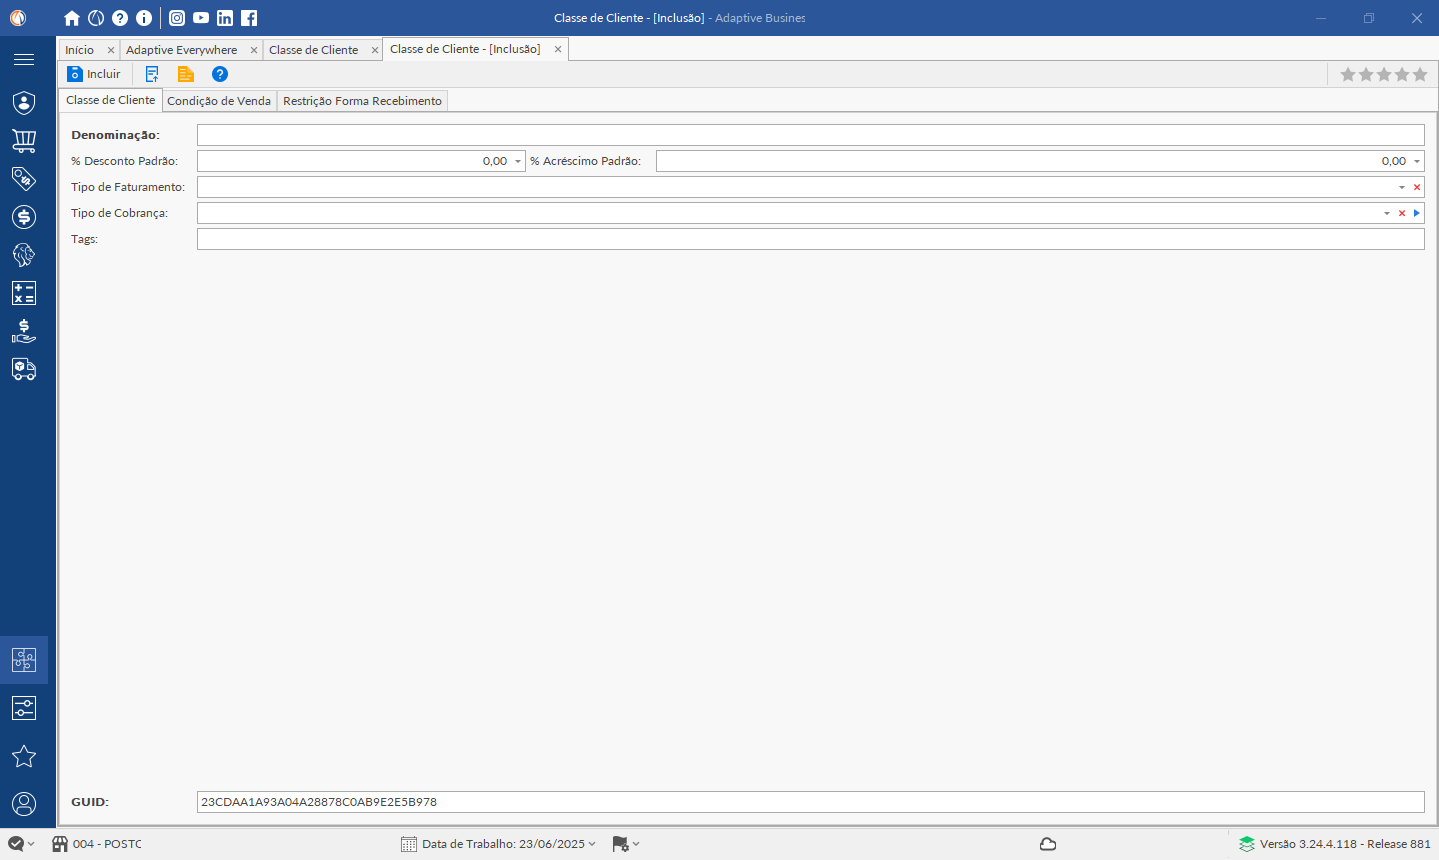 Classe de Cliente - [Inclusão] - Adaptive Busines
Início
Adaptive Everywhere
Classe de Cliente
Classe de Cliente - [Inclusão]
Incluir
Classe de Cliente
Condição de Venda
Restrição Forma Recebimento
Denominação:
% Desconto Padrão: 0,00
% Acréscimo Padrão: 0,00
Tipo de Faturamento:
Tipo de Cobrança:
Tags:
GUID: 23CDAA1A93A04A28878C0AB9E2E5B978
004 - POSTO
Data de Trabalho: 23/06/2025
Versão 3.24.4.118 - Release 881